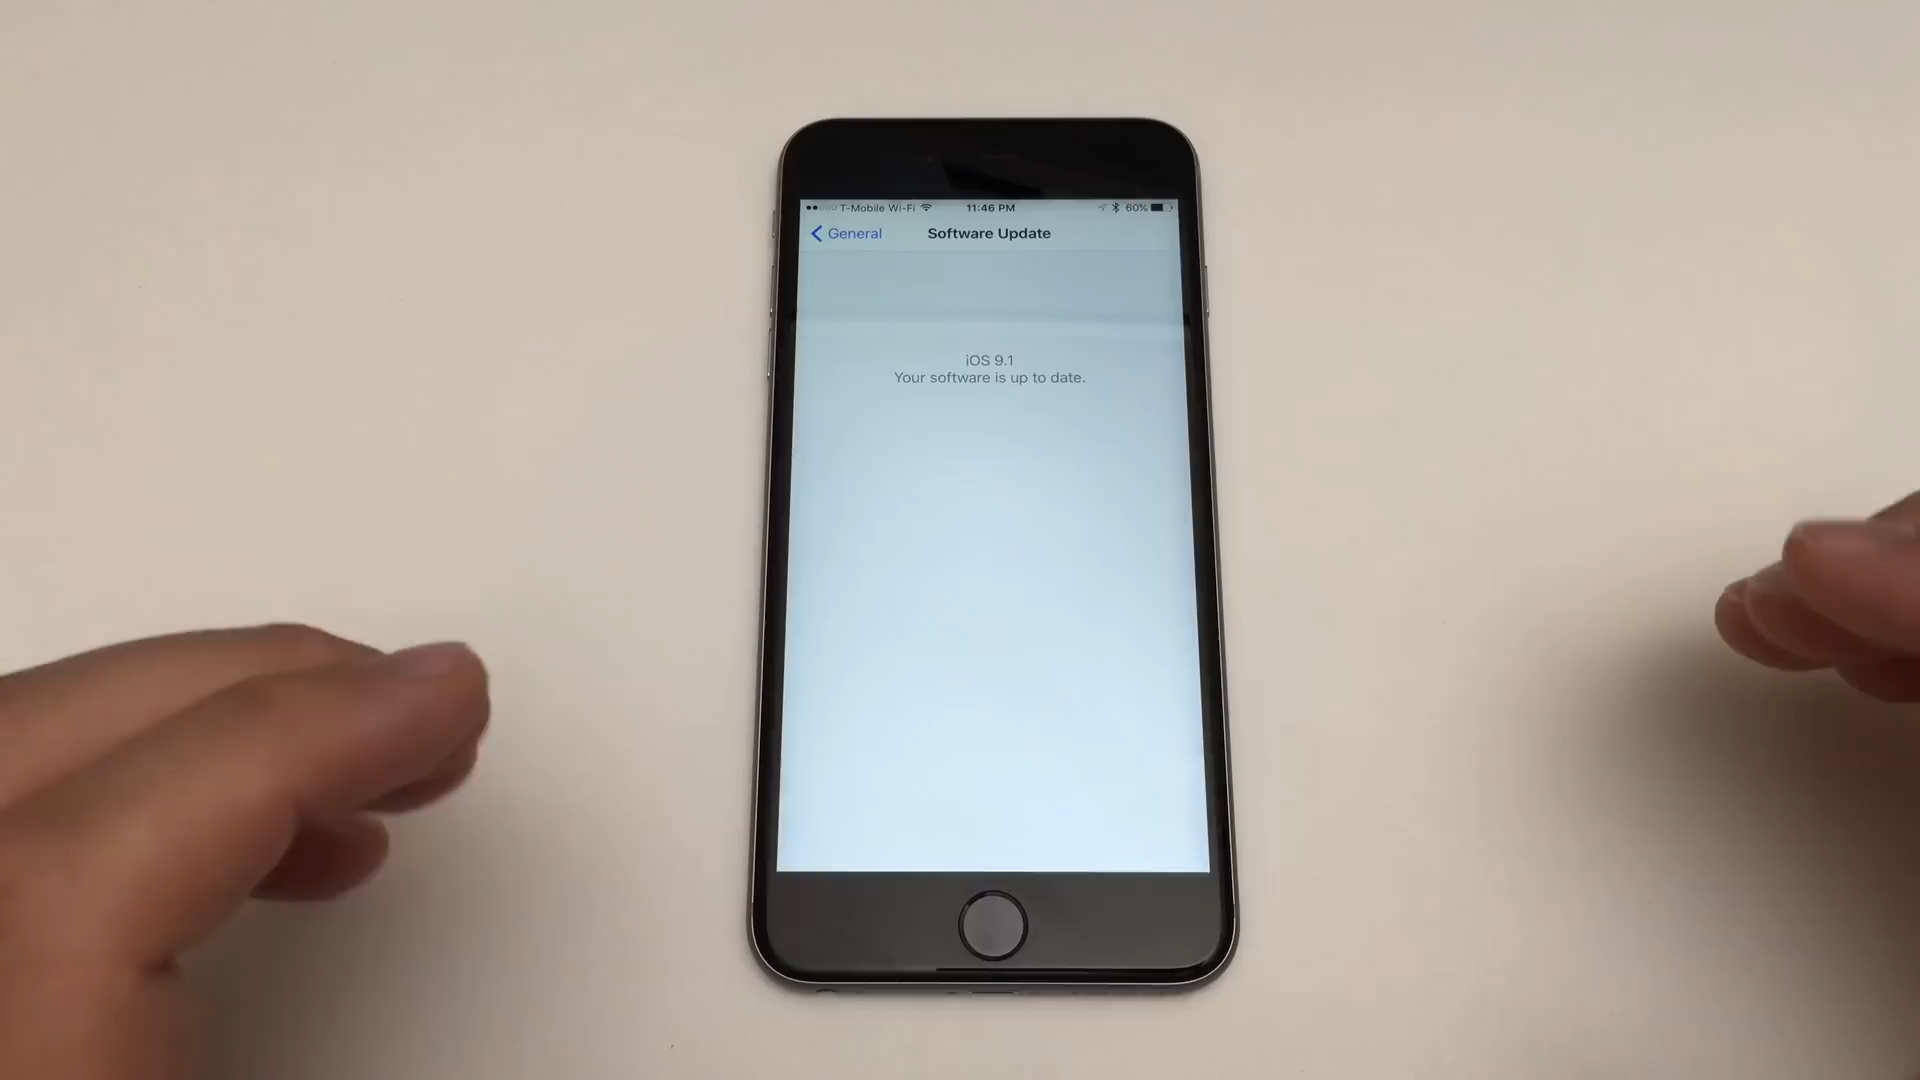 T-Mobile Wi-Fi 11:46 PM 60%
General Software Update
iOS 9.1
Your software is up to date.